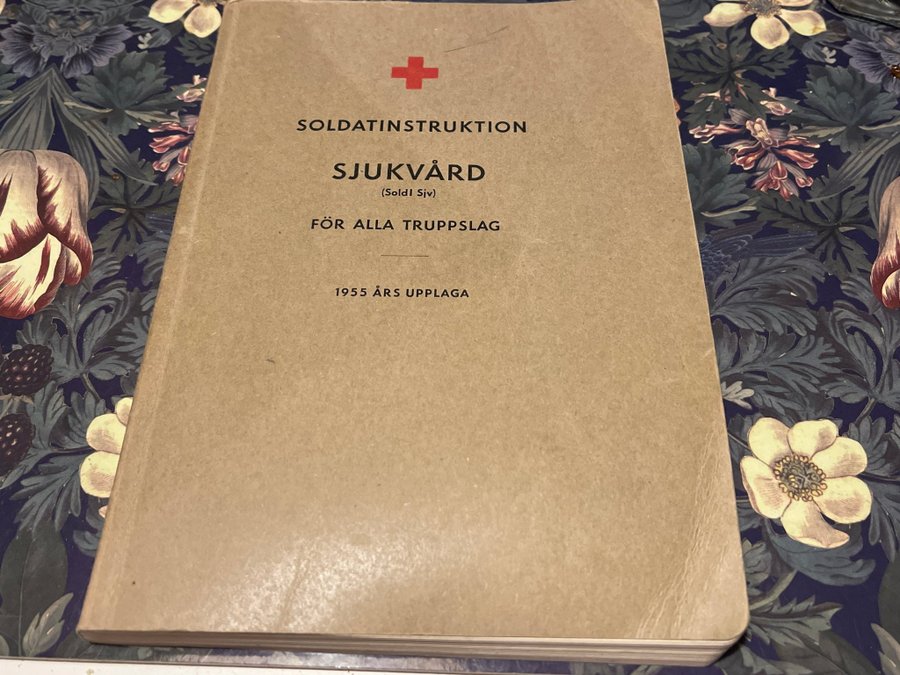 SOLDATINSTRUKTION
SJUKVÅRD
(SoldI Sjv)
FÖR ALLA TRUPPSLAG
1955 ÅRS UPPLAGA